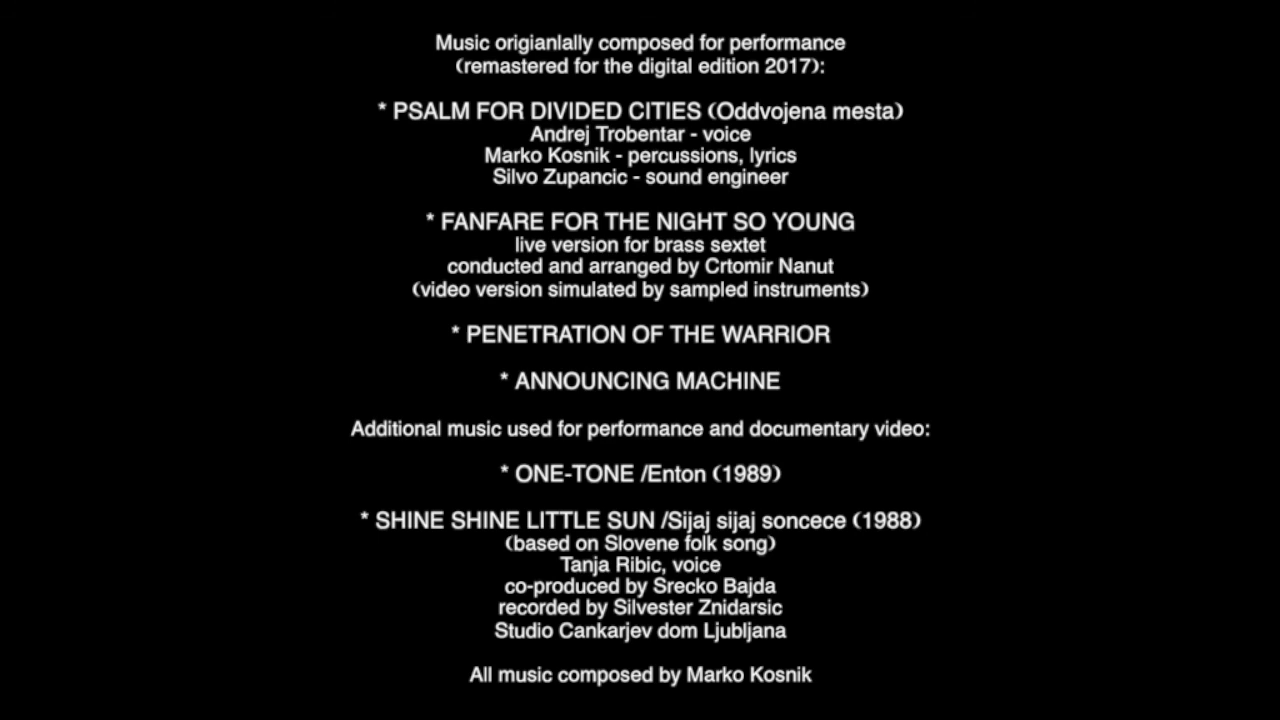 Music origianlally composed for performance
(remastered for the digital edition 2017):
* PSALM FOR DIVIDED CITIES (Oddvojena mesta)
Andrej Trobentar - voice
Marko Kosnik - percussions, lyrics
Silvo Zupancic - sound engineer
* FANFARE FOR THE NIGHT SO YOUNG
live version for brass sextet
conducted and arranged by Crtomir Nanut
(video version simulated by sampled instruments)
* PENETRATION OF THE WARRIOR
* ANNOUNCING MACHINE
Additional music used for performance and documentary video:
* ONE-TONE /Enton (1989)
* SHINE SHINE LITTLE SUN /Sijaj sijaj soncece (1988)
(based on Slovene folk song)
Tanja Ribic, voice
co-produced by Srecko Bajda
recorded by Silvester Znidarsic
Studio Cankarjev dom Ljubljana
All music composed by Marko Kosnik